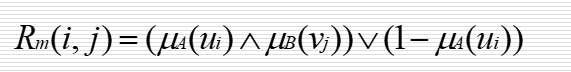 Rm(i, j) = (μA(ui) ∧ μB(vj)) ∨ (1 − μA(ui))